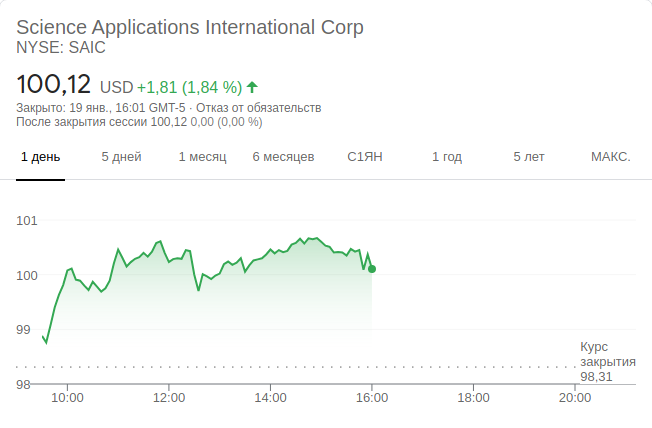 Science Applications International Corp
NYSE: SAIC
100,12 USD +1,81 (1,84 %)
Закрыто: 19 янв., 16:01 GMT-5 · Отказ от обязательств
После закрытия сессии 100,12 0,00 (0,00 %)
1 день 5 дней 1 месяц 6 месяцев С1ЯН 1 год 5 лет МАКС.
101
100
99
Курс
закрытия
98,31
98
10:00 12:00 14:00 16:00 18:00 20:00